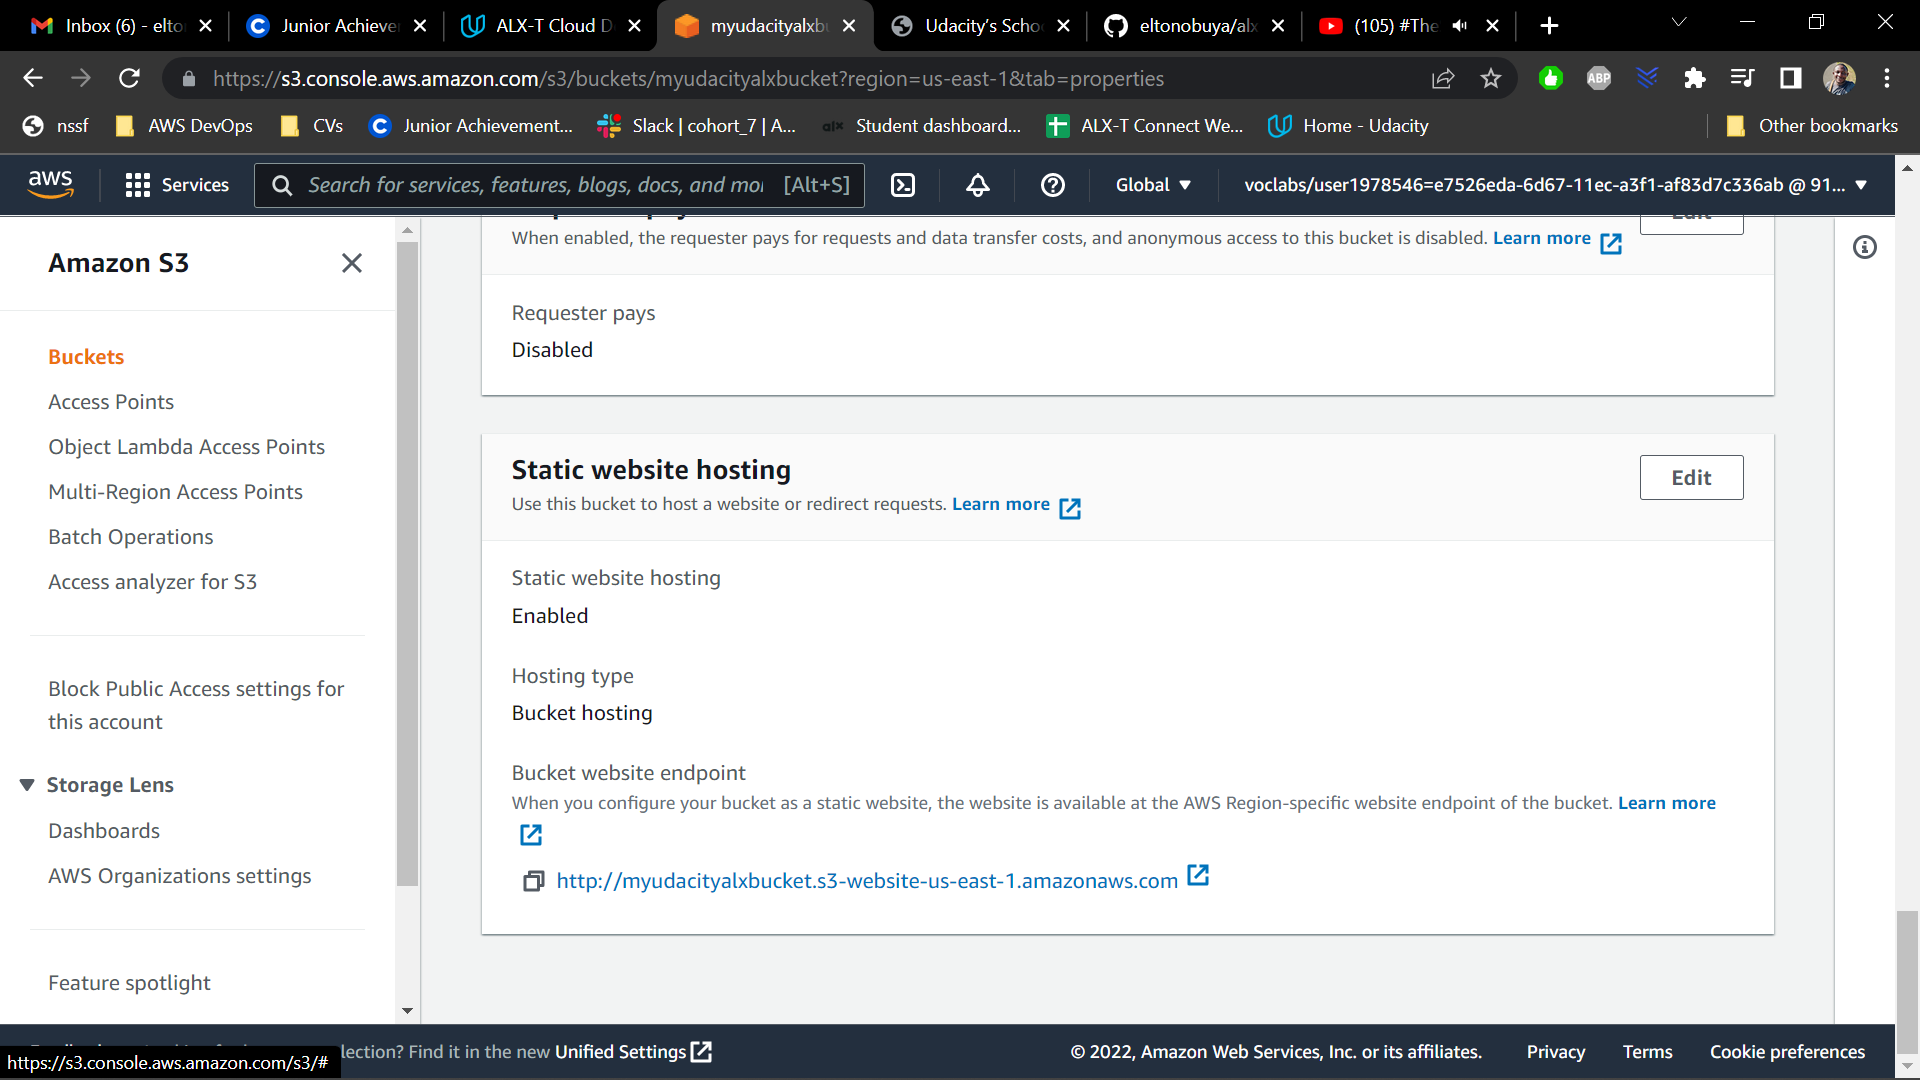 Inbox (6) - elto
Junior Achieve
ALX-T Cloud D
myudacityalxbu
Udacity's Scho
eltonobuya/alx
(105) #The
https://s3.console.aws.amazon.com/s3/buckets/myudacityalxbucket?region=us-east-1&tab=properties
ABP
nssf
AWS DevOps
CVs
Junior Achievement...
Slack | cohort_7 | A...
alx
Student dashboard...
ALX-T Connect We...
Home - Udacity
Other bookmarks
aws
Services
Search for services, features, blogs, docs, and mo
[Alt+S]
Global
voclabs/user1978546=e7526eda-6d67-11ec-a3f1-af83d7c336ab @ 91...
Amazon S3
Buckets
Access Points
Object Lambda Access Points
Multi-Region Access Points
Batch Operations
Access analyzer for S3
Block Public Access settings for
this account
Storage Lens
Dashboards
AWS Organizations settings
Feature spotlight
When enabled, the requester pays for requests and data transfer costs, and anonymous access to this bucket is disabled. Learn more
Requester pays
Disabled
Static website hosting
Edit
Use this bucket to host a website or redirect requests. Learn more
Static website hosting
Enabled
Hosting type
Bucket hosting
Bucket website endpoint
When you configure your bucket as a static website, the website is available at the AWS Region-specific website endpoint of the bucket. Learn more
http://myudacityalxbucket.s3-website-us-east-1.amazonaws.com
lection? Find it in the new Unified Settings
© 2022, Amazon Web Services, Inc. or its affiliates.
Privacy
Terms
Cookie preferences
https://s3.console.aws.amazon.com/s3/#